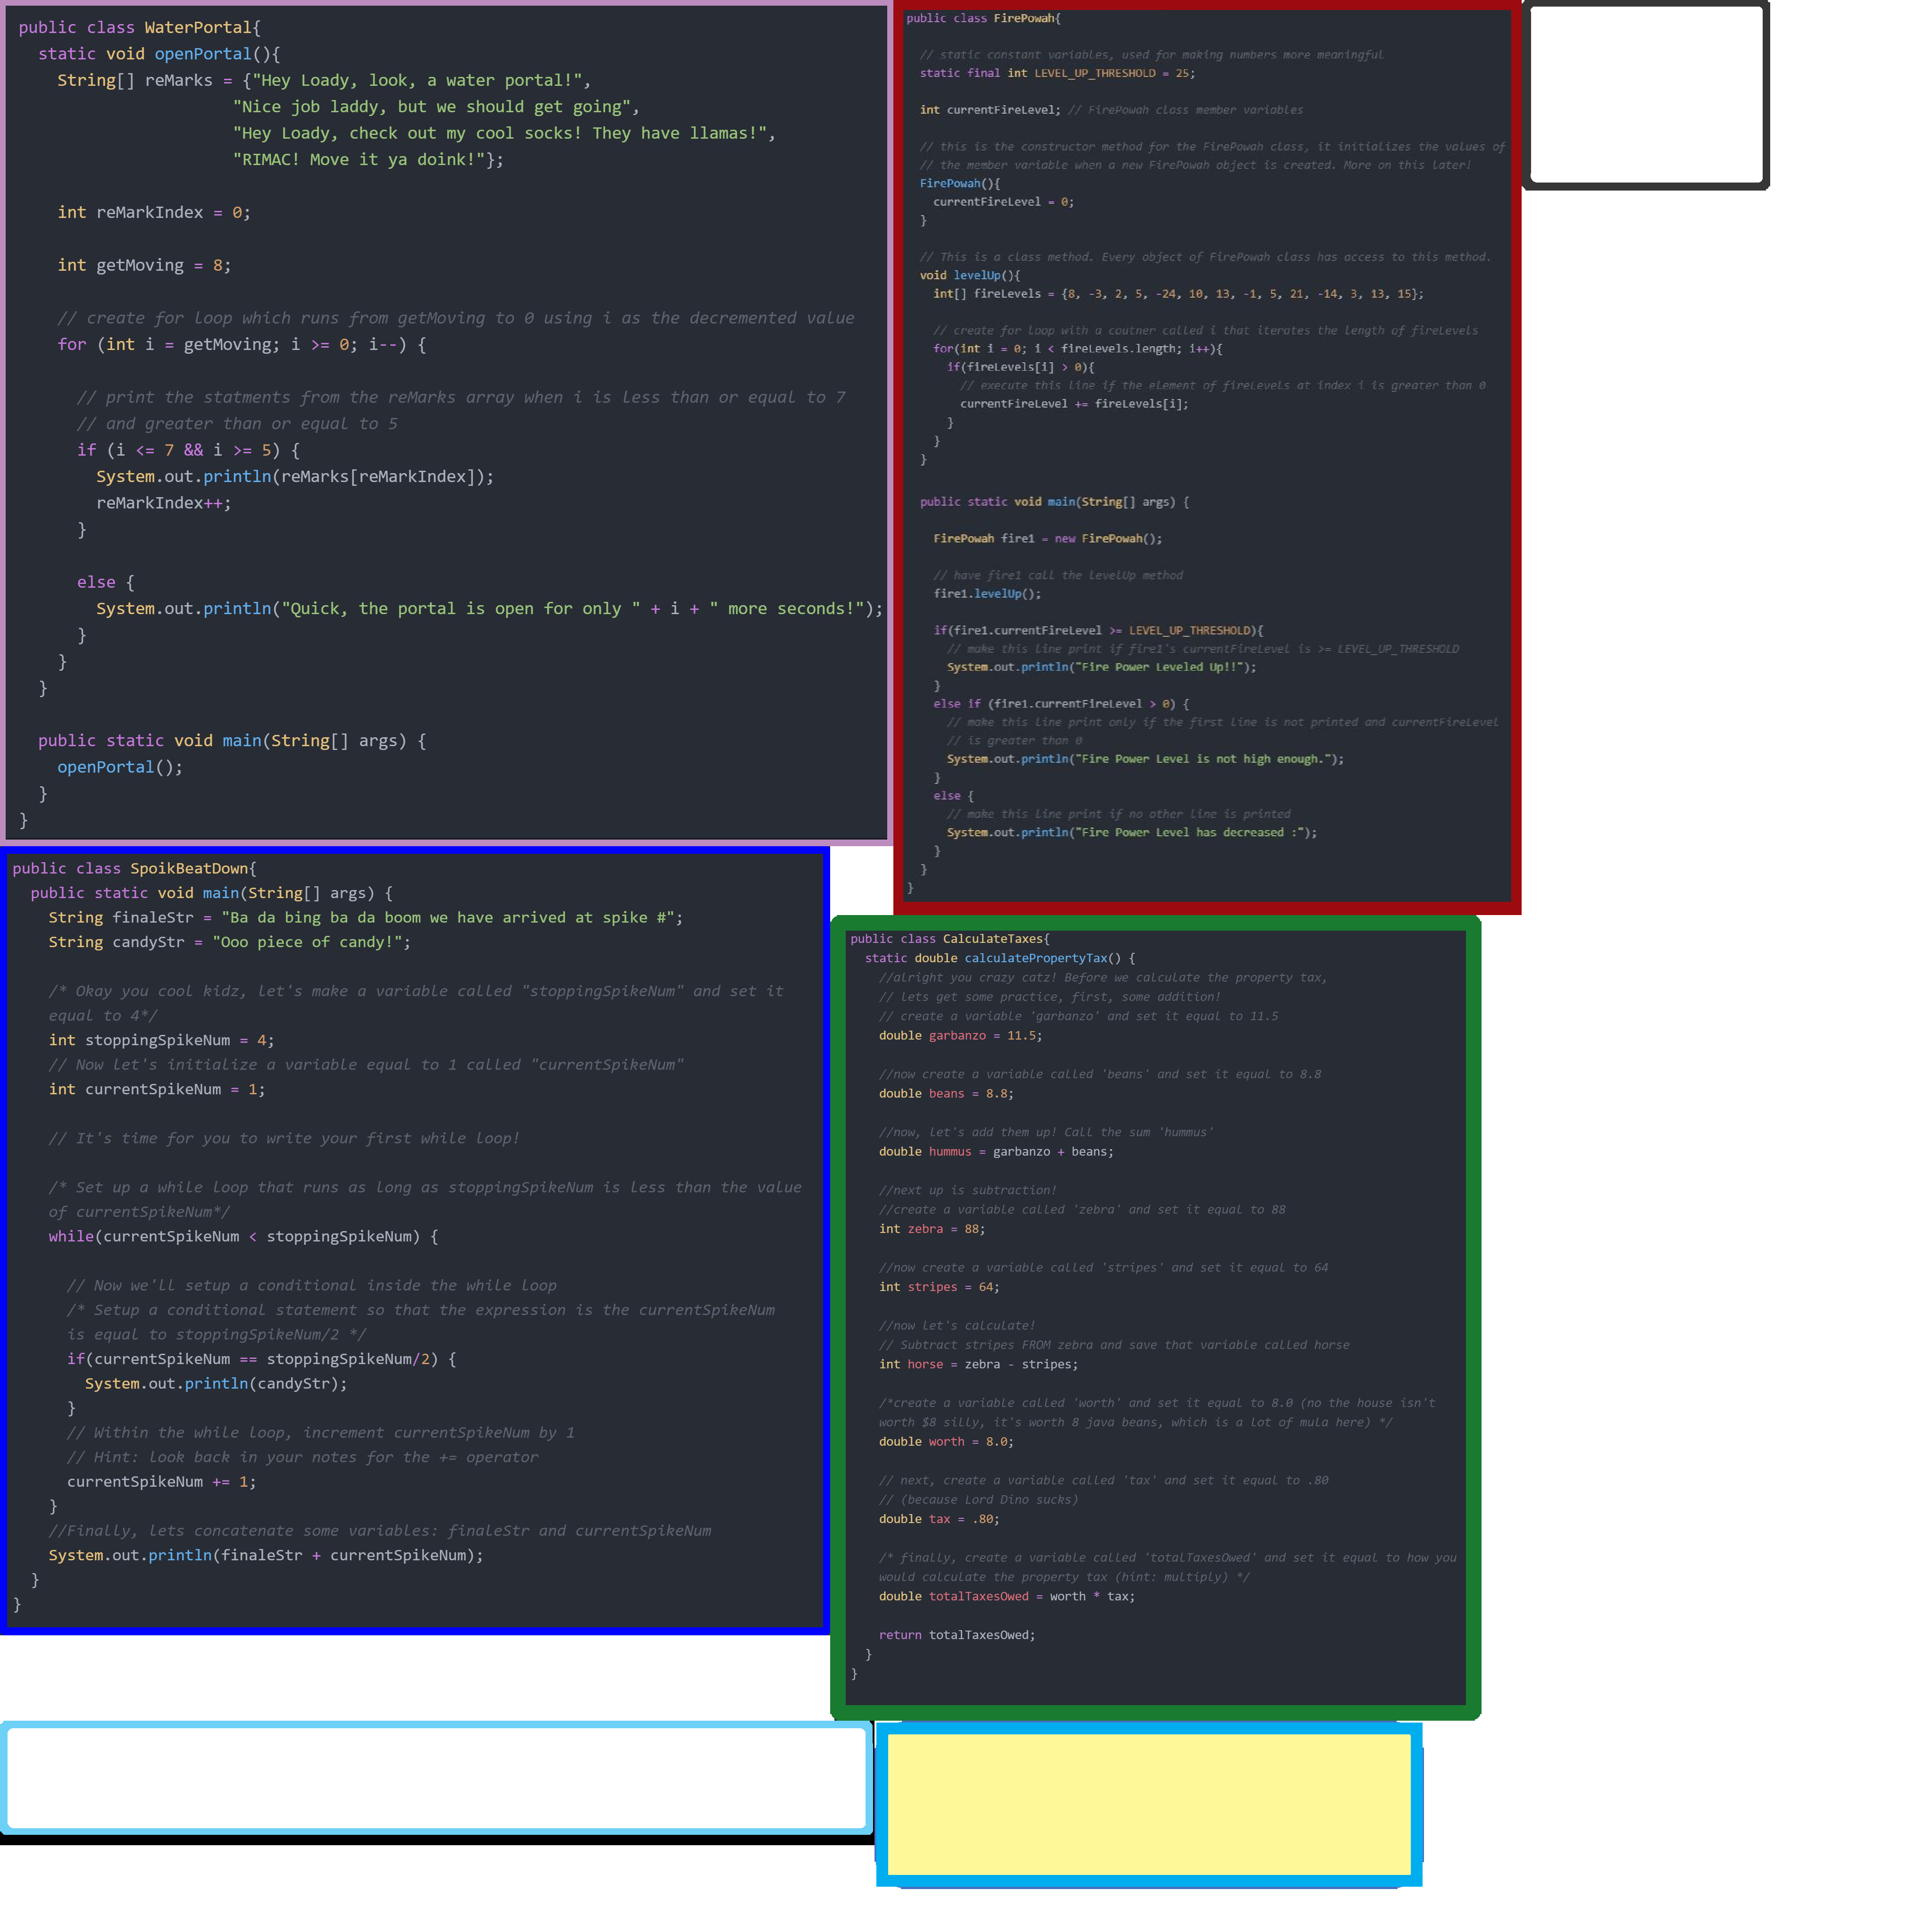 public class WaterPortal{
static void openPortal(){
String[] reMarks = {"Hey Loady, look, a water portal!",
"Nice job laddy, but we should get going",
"Hey Loady, check out my cool socks! They have llamas!",
"RIMAC! Move it ya doink!"};
int reMarkIndex = 0;
int getMoving = 8;
// create for loop which runs from getMoving to 0 using i as the decremented value
for (int i = getMoving; i >= 0; i--) {
// print the statments from the reMarks array when i is less than or equal to 7
// and greater than or equal to 5
if (i <= 7 && i >= 5) {
System.out.println(reMarks[reMarkIndex]);
reMarkIndex++;
}
else {
System.out.println("Quick, the portal is open for only " + i + " more seconds!");
}
}
}
public static void main(String[] args) {
openPortal();
}
}
public class FirePowah{
// static constant variables, used for making numbers more meaningful
static final int LEVEL_UP_THRESHOLD = 25;
int currentFireLevel; // FirePowah class member variables
// this is the constructor method for the FirePowah class, it initializes the values of
// the member variable when a new FirePowah object is created. More on this later!
FirePowah(){
currentFireLevel = 0;
}
// This is a class method. Every object of FirePowah class has access to this method.
void levelUp(){
int[] fireLevels = {8, -3, 2, 5, -24, 10, 13, -1, 5, 21, -14, 3, 13, 15};
// create for loop with a coutner called i that iterates the length of fireLevels
for(int i = 0; i < fireLevels.length; i++){
if(fireLevels[i] > 0){
// execute this line if the element of fireLevels at index i is greater than 0
currentFireLevel += fireLevels[i];
}
}
}
public static void main(String[] args) {
FirePowah fire1 = new FirePowah();
// have fire1 call the levelUp method
fire1.levelUp();
if(fire1.currentFireLevel >= LEVEL_UP_THRESHOLD){
// make this line print if fire1's currentFireLevel is >= LEVEL_UP_THRESHOLD
System.out.println("Fire Power Leveled Up!!");
}
else if (fire1.currentFireLevel > 0) {
// make this line print only if the first line is not printed and currentFireLevel
// is greater than 0
System.out.println("Fire Power Level is not high enough.");
}
else {
// make this line print if no other line is printed
System.out.println("Fire Power Level has decreased :");
}
}
}
public class SpoikBeatDown{
public static void main(String[] args) {
String finaleStr = "Ba da bing ba da boom we have arrived at spike #";
String candyStr = "Ooo piece of candy!";
/* Okay you cool kidz, let's make a variable called "stoppingSpikeNum" and set it
equal to 4*/
int stoppingSpikeNum = 4;
// Now let's initialize a variable equal to 1 called "currentSpikeNum"
int currentSpikeNum = 1;
// It's time for you to write your first while loop!
/* Set up a while loop that runs as long as stoppingSpikeNum is less than the value
of currentSpikeNum*/
while(currentSpikeNum < stoppingSpikeNum) {
// Now we'll setup a conditional inside the while loop
/* Setup a conditional statement so that the expression is the currentSpikeNum
is equal to stoppingSpikeNum/2 */
if(currentSpikeNum == stoppingSpikeNum/2) {
System.out.println(candyStr);
}
// Within the while loop, increment currentSpikeNum by 1
// Hint: look back in your notes for the += operator
currentSpikeNum += 1;
}
//Finally, lets concatenate some variables: finaleStr and currentSpikeNum
System.out.println(finaleStr + currentSpikeNum);
}
}
public class CalculateTaxes{
static double calculatePropertyTax() {
//alright you crazy catz! Before we calculate the property tax,
// lets get some practice, first, some addition!
// create a variable 'garbanzo' and set it equal to 11.5
double garbanzo = 11.5;
//now create a variable called 'beans' and set it equal to 8.8
double beans = 8.8;
//now, let's add them up! Call the sum 'hummus'
double hummus = garbanzo + beans;
//next up is subtraction!
//create a variable called 'zebra' and set it equal to 88
int zebra = 88;
//now create a variable called 'stripes' and set it equal to 64
int stripes = 64;
//now let's calculate!
// Subtract stripes FROM zebra and save that variable called horse
int horse = zebra - stripes;
/*create a variable called 'worth' and set it equal to 8.0 (no the house isn't
worth $8 silly, it's worth 8 java beans, which is a lot of mula here) */
double worth = 8.0;
// next, create a variable called 'tax' and set it equal to .80
// (because Lord Dino sucks)
double tax = .80;
/* finally, create a variable called 'totalTaxesOwed' and set it equal to how you
would calculate the property tax (hint: multiply) */
double totalTaxesOwed = worth * tax;
return totalTaxesOwed;
}
}